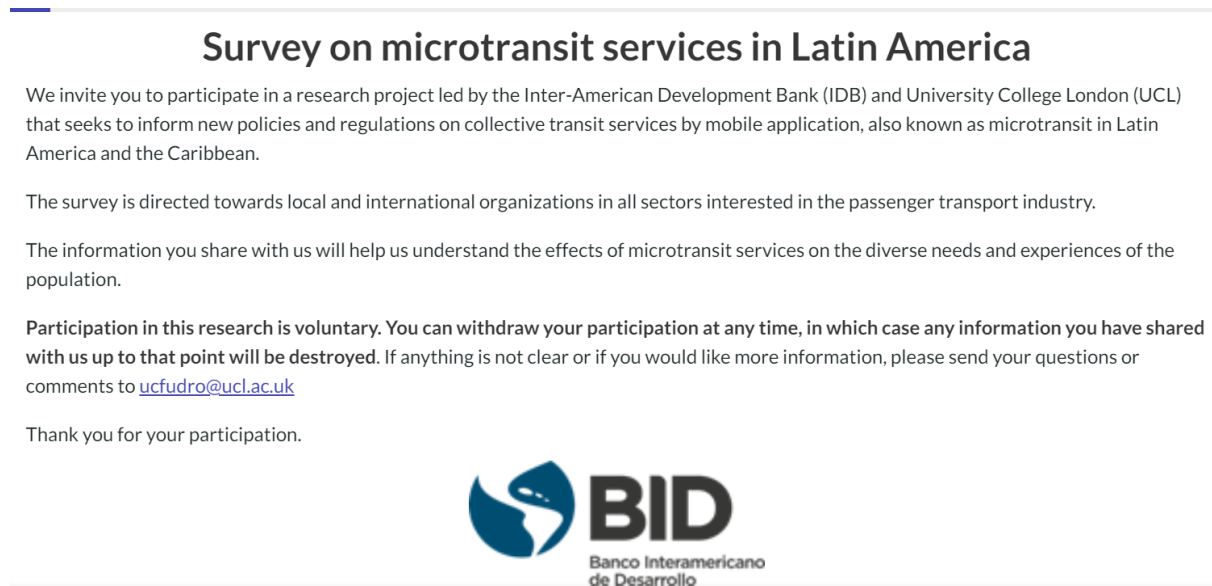 Survey on microtransit services in Latin America
We invite you to participate in a research project led by the Inter-American Development Bank (IDB) and University College London (UCL)
that seeks to inform new policies and regulations on collective transit services by mobile application, also known as microtransit in Latin
America and the Caribbean.
The survey is directed towards local and international organizations in all sectors interested in the passenger transport industry.
The information you share with us will help us understand the effects of microtransit services on the diverse needs and experiences of the
population.
Participation in this research is voluntary. You can withdraw your participation at any time, in which case any information you have shared
with us up to that point will be destroyed. If anything is not clear or if you would like more information, please send your questions or
comments to ucfudro@ucl.ac.uk
Thank you for your participation.
BID
Banco Interamericano
de Desarrollo